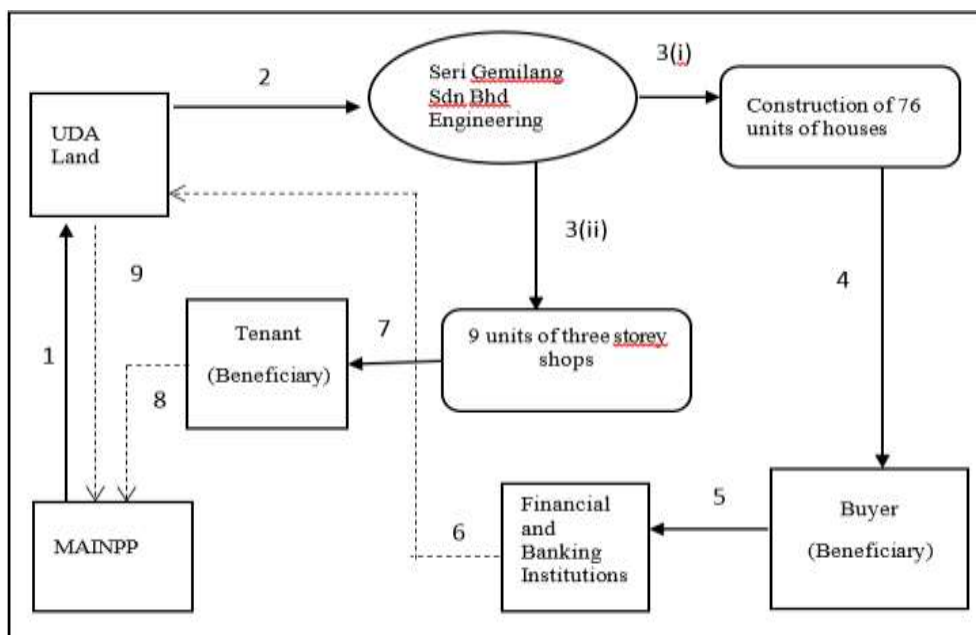 2
3(i)
Seri Gemilang
Sdn Bhd
Engineering
Construction of 76
units of houses
UDA
Land
3(ii)
9
4
1
Tenant
(Beneficiary)
7
9 units of three storey
shops
8
MAINPP
6
Financial
and
Banking
Institutions
5
Buyer
(Beneficiary)